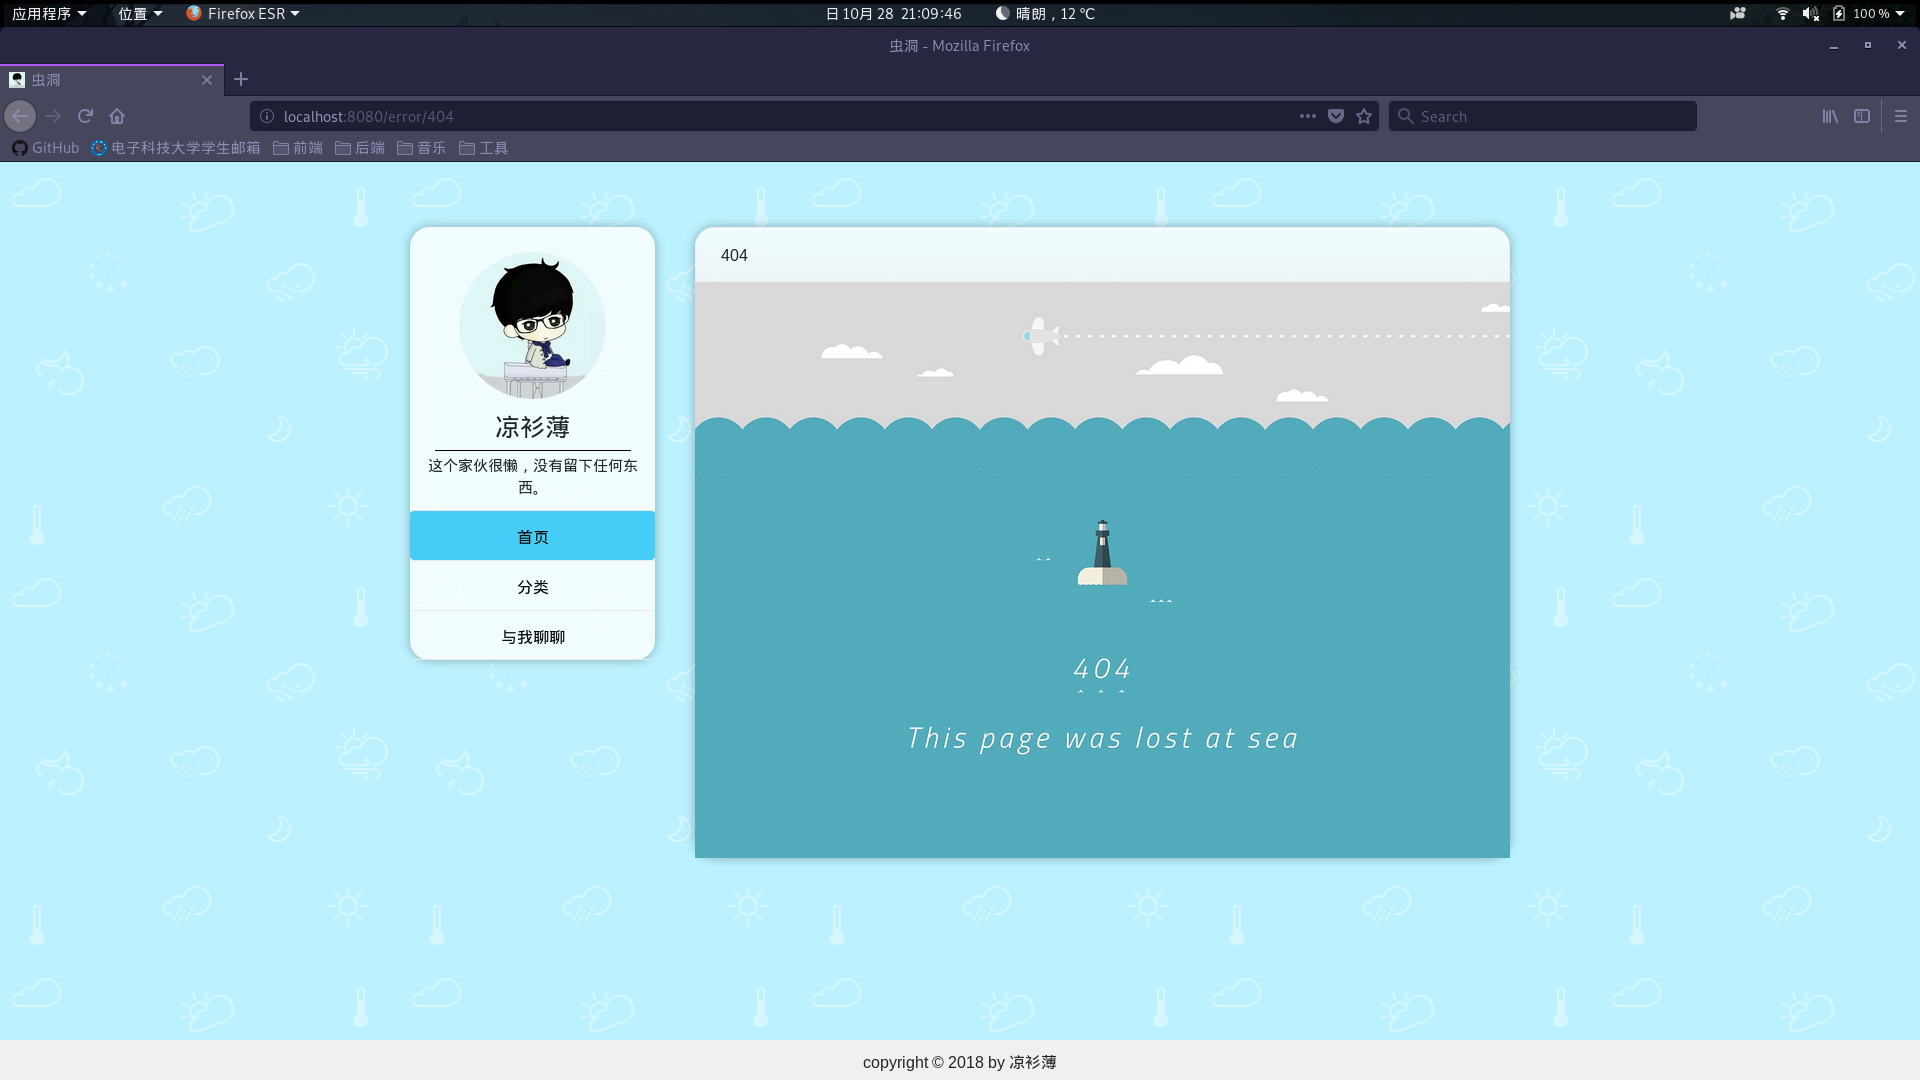 应用程序 位置 Firefox ESR 日10月28 21:09:46 晴朗，12 ℃ 100 %
虫洞 - Mozilla Firefox
虫洞
localhost:8080/error/404 Search
GitHub 电子科技大学学生邮箱 前端 后端 音乐 工具
404
凉衫薄
这个家伙很懒，没有留下任何东
西。
首页
分类
与我聊聊
404
This page was lost at sea
copyright © 2018 by 凉衫薄